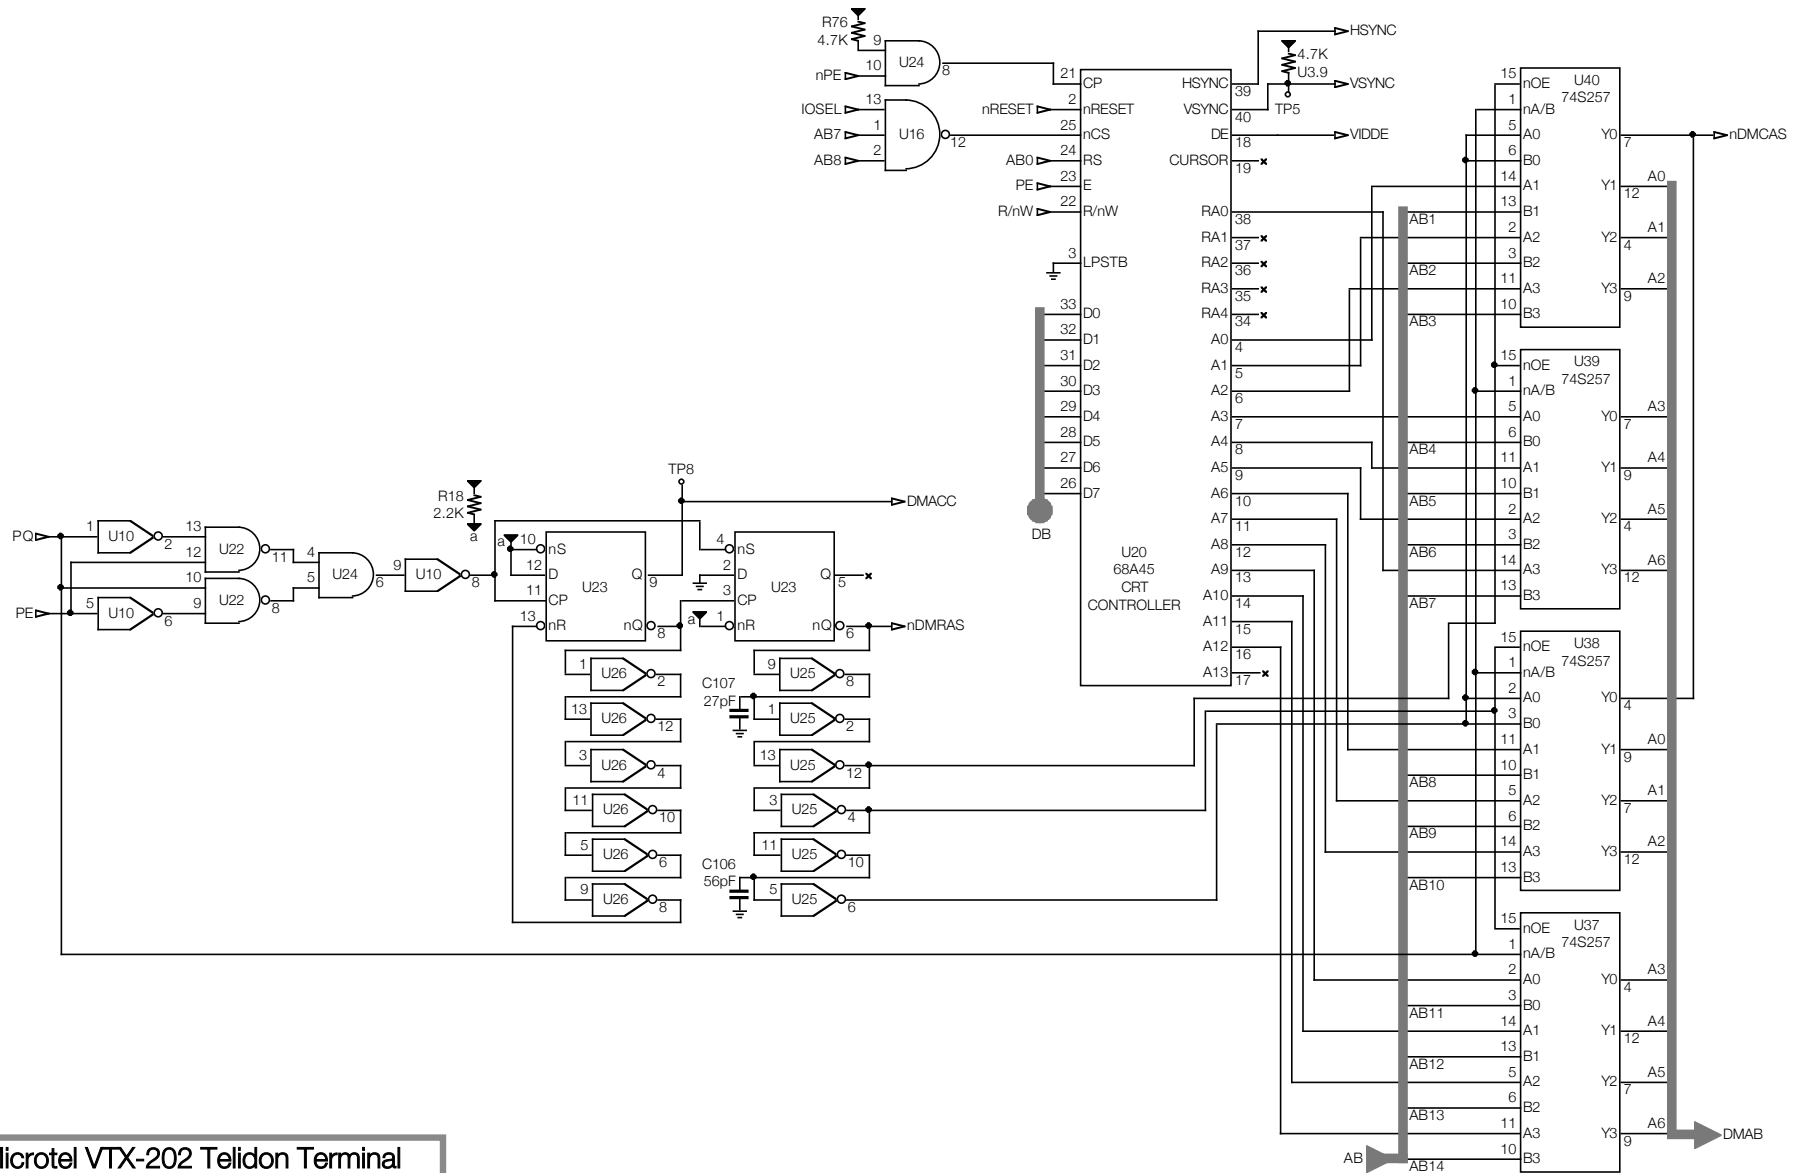 R76
4.7K
9
10
nPE
U24
8
IOSEL
13
AB7
1
AB8
2
U16
12
nRESET
AB0
PE
R/nW
21
CP
2
nRESET
25
nCS
24
RS
23
E
22
R/nW
3
LPSTB
33
D0
32
D1
31
D2
30
D3
29
D4
28
D5
27
D6
26
D7
DB
U20
68A45
CRT
CONTROLLER
HSYNC
39
VSYNC
40
DE
18
CURSOR
19
RA0
38
RA1
37
RA2
36
RA3
35
RA4
34
A0
4
A1
5
A2
6
A3
7
A4
8
A5
9
A6
10
A7
11
A8
12
A9
13
A10
14
A11
15
A12
16
A13
17
HSYNC
4.7K
U3.9
VSYNC
TP5
VIDDE
AB1
AB2
AB3
AB4
AB5
AB6
AB7
AB8
AB9
AB10
AB11
AB12
AB13
AB14
AB
U40
74S257
15
nOE
1
nA/B
5
A0
6
B0
14
A1
13
B1
2
A2
3
B2
11
A3
10
B3
Y0
7
Y1
12
Y2
4
Y3
9
nDMCAS
A0
A1
A2
U39
74S257
15
nOE
1
nA/B
5
A0
6
B0
11
A1
10
B1
2
A2
3
B2
14
A3
13
B3
Y0
7
Y1
9
Y2
4
Y3
12
A3
A4
A5
A6
U38
74S257
15
nOE
1
nA/B
2
A0
3
B0
11
A1
10
B1
5
A2
6
B2
14
A3
13
B3
Y0
4
Y1
9
Y2
7
Y3
12
A0
A1
A2
U37
74S257
15
nOE
1
nA/B
2
A0
3
B0
14
A1
13
B1
5
A2
6
B2
11
A3
10
B3
Y0
4
Y1
12
Y2
7
Y3
9
A3
A4
A5
A6
DMAB
PQ
PE
1
U10
2
5
U10
6
13
12
U22
11
10
9
U22
8
4
5
U24
6
9
U10
8
R18
2.2K
a
TP8
DMACC
a
10
nS
12
D
11
CP
13
nR
U23
Q
9
nQ
8
4
nS
2
D
3
CP
a
1
nR
U23
Q
5
nQ
6
nDMRAS
1
U26
2
13
U26
12
3
U26
4
11
U26
10
5
U26
6
9
U26
8
9
U25
8
C107
27pF
1
U25
2
13
U25
12
3
U25
4
11
U25
10
C106
56pF
5
U25
6
licrotel VTX-202 Telidon Terminal